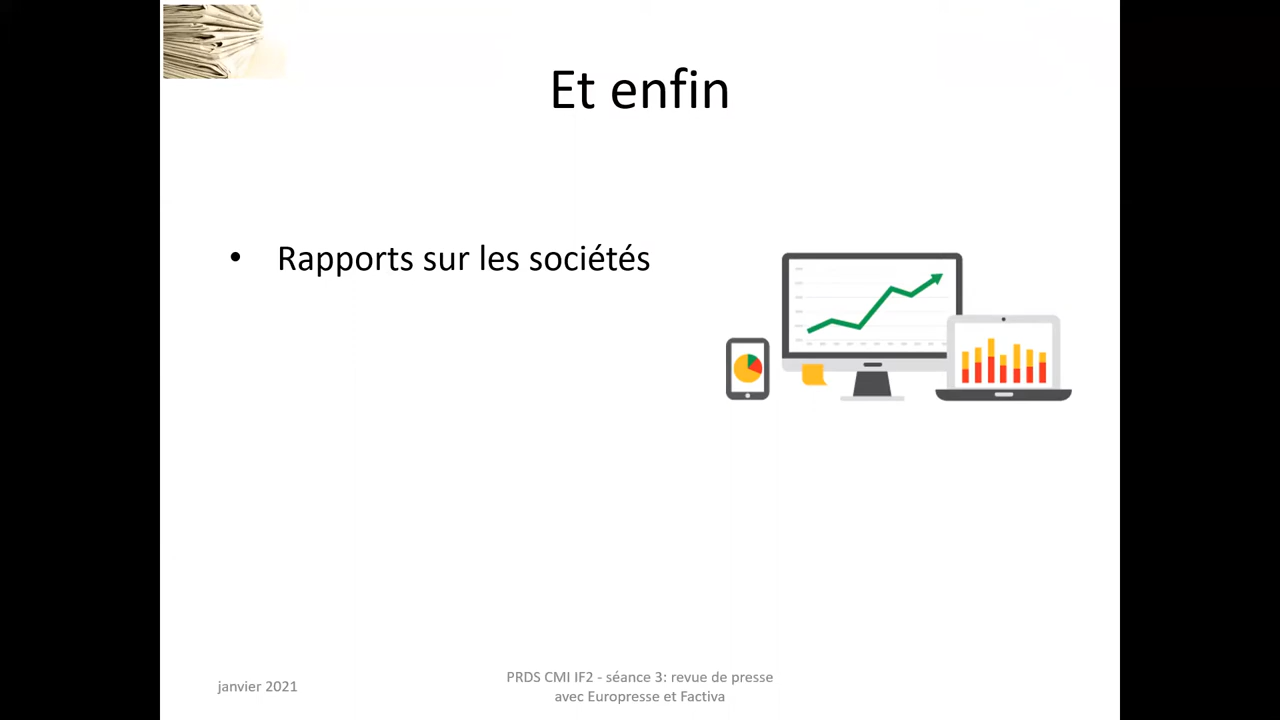 Et enfin
• Rapports sur les sociétés
janvier 2021
PRDS CMI IF2 - séance 3: revue de presse
avec Europresse et Factiva